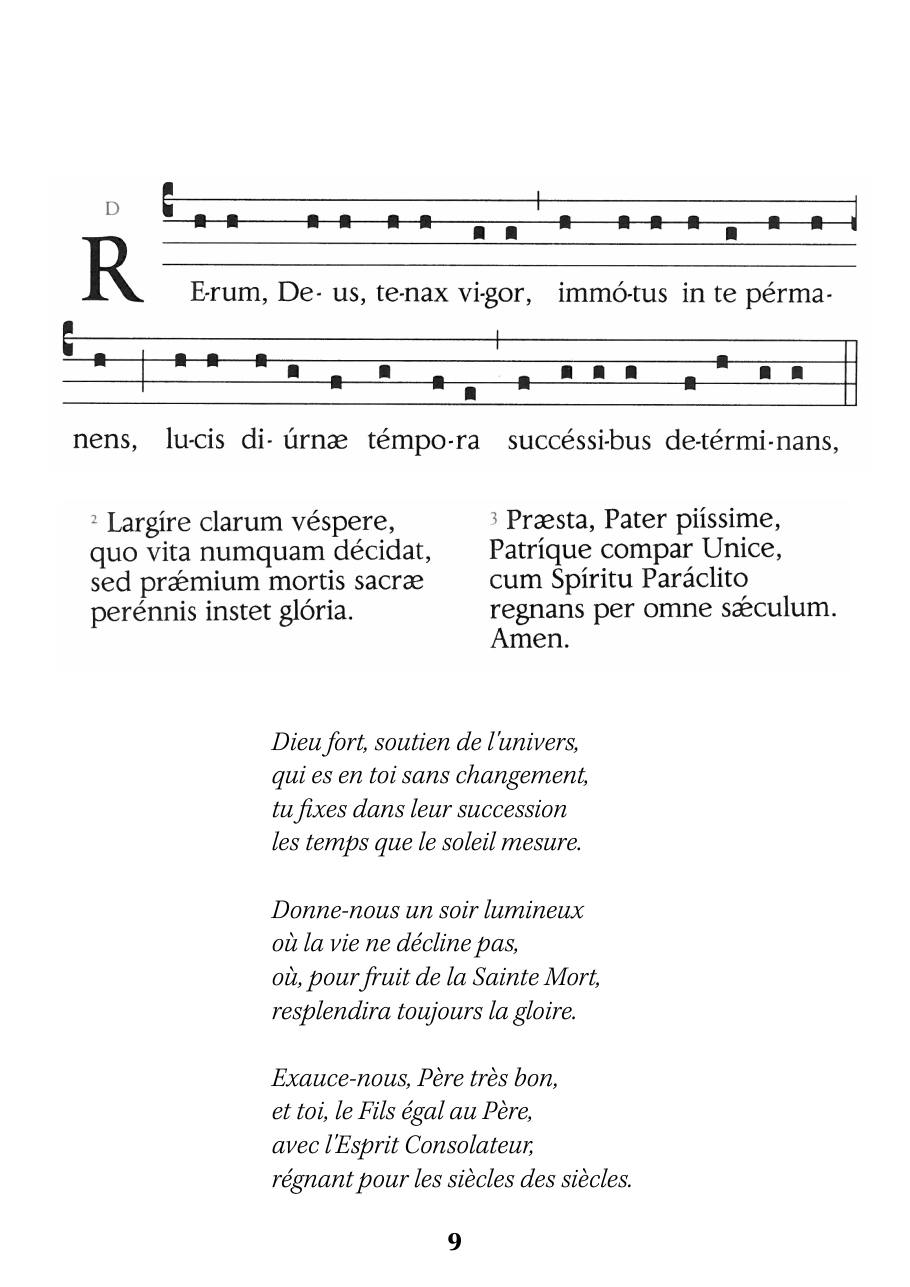 D
RE-rum, De- us, te-nax vi-gor, immó-tus in te pérma-
nens, lu-cis di- úrnæ témpo-ra succéssi-bus de-térmi-nans,
2 Largíre clarum véspere,
quo vita numquam décidat,
sed prǽmium mortis sacræ
perénnis instet glória.
3 Præsta, Pater piíssime,
Patríque compar Unice,
cum Spíritu Paráclito
regnans per omne sǽculum.
Amen.
Dieu fort, soutien de l'univers,
qui es en toi sans changement,
tu fixes dans leur succession
les temps que le soleil mesure.
Donne-nous un soir lumineux
où la vie ne décline pas,
où, pour fruit de la Sainte Mort,
resplendira toujours la gloire.
Exauce-nous, Père très bon,
et toi, le Fils égal au Père,
avec l'Esprit Consolateur,
régnant pour les siècles des siècles.
9